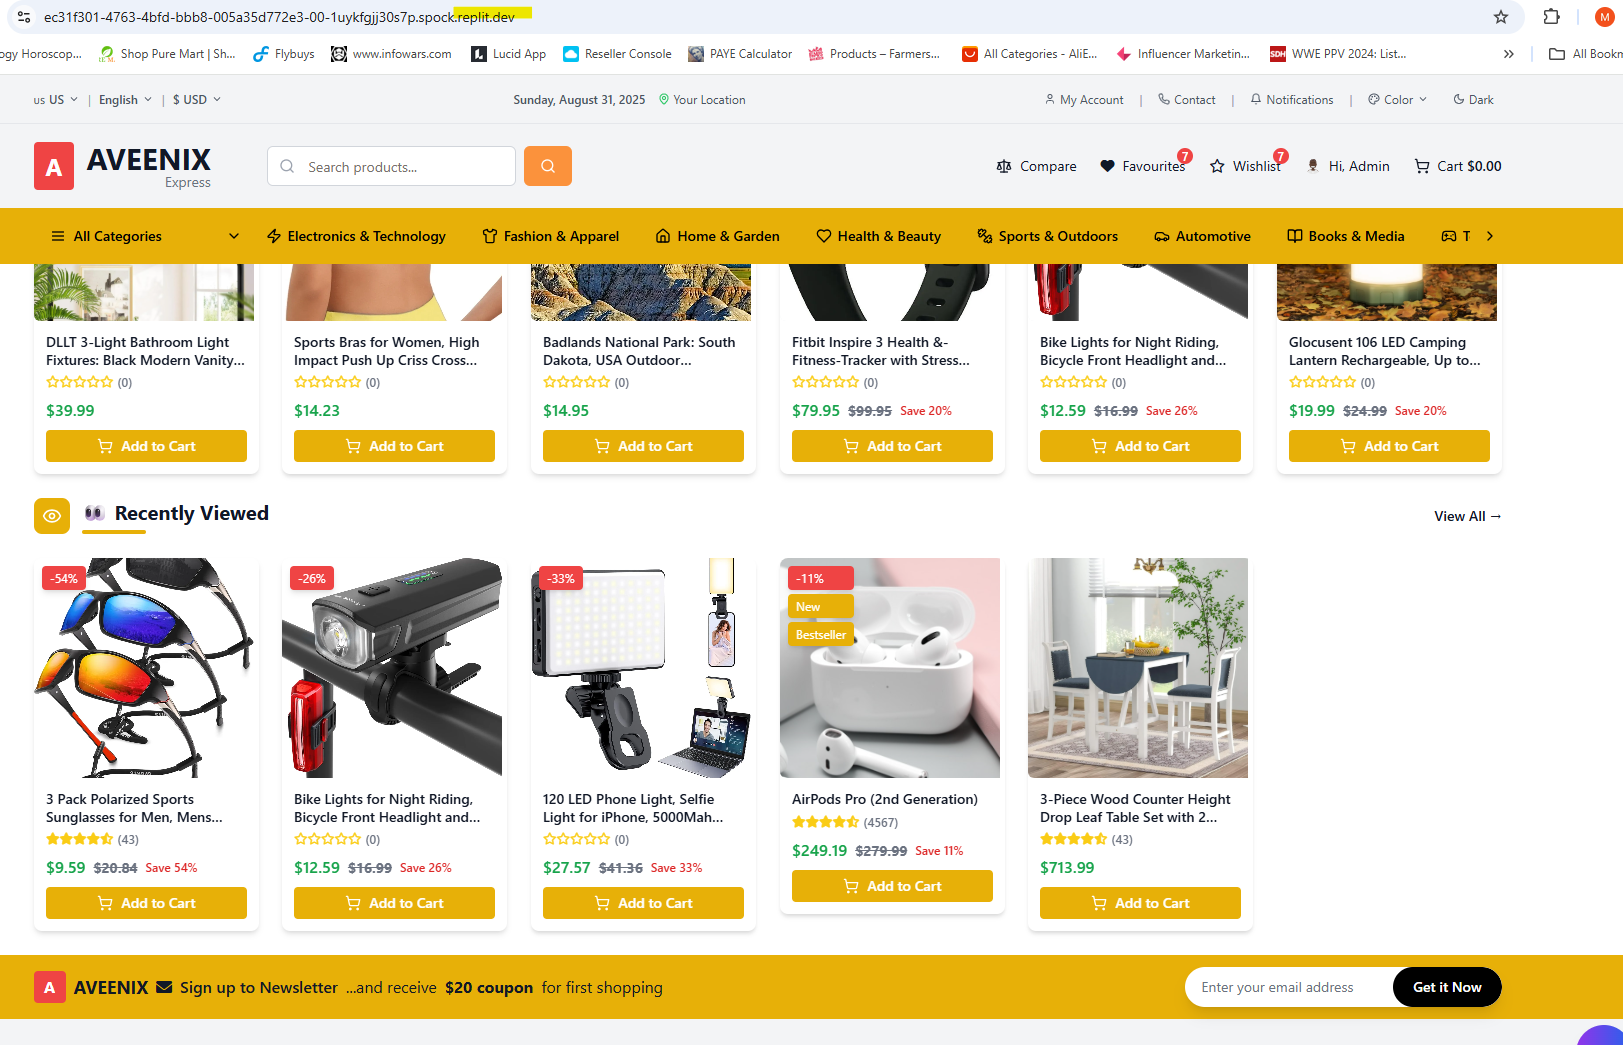 ec31f301-4763-4bfd-bbb8-005a35d772e3-00-1uykfgjj30s7p.spock.replit.dev
M
ogy Horoscop...
Shop Pure Mart | Sh...
Flybuys
www.infowars.com
Lucid App
Reseller Console
PAYE Calculator
Products – Farmers...
All Categories - AliE...
Influencer Marketin...
SDH WWE PPV 2024: List...
»
All Bookm
us US
English
$ USD
Sunday, August 31, 2025
Your Location
My Account
Contact
Notifications
Color
Dark
A AVEENIX
Express
Search products...
Compare
Favourites 7
Wishlist 7
Hi, Admin
Cart $0.00
All Categories
Electronics & Technology
Fashion & Apparel
Home & Garden
Health & Beauty
Sports & Outdoors
Automotive
Books & Media
T
DLLT 3-Light Bathroom Light
Fixtures: Black Modern Vanity...
(0)
$39.99
Add to Cart
Sports Bras for Women, High
Impact Push Up Criss Cross...
(0)
$14.23
Add to Cart
Badlands National Park: South
Dakota, USA Outdoor...
(0)
$14.95
Add to Cart
Fitbit Inspire 3 Health &-
Fitness-Tracker with Stress...
(0)
$79.95 $99.95 Save 20%
Add to Cart
Bike Lights for Night Riding,
Bicycle Front Headlight and...
(0)
$12.59 $16.99 Save 26%
Add to Cart
Glocusent 106 LED Camping
Lantern Rechargeable, Up to...
(0)
$19.99 $24.99 Save 20%
Add to Cart
Recently Viewed
View All →
-54%
3 Pack Polarized Sports
Sunglasses for Men, Mens...
(43)
$9.59 $20.84 Save 54%
Add to Cart
-26%
Bike Lights for Night Riding,
Bicycle Front Headlight and...
(0)
$12.59 $16.99 Save 26%
Add to Cart
-33%
120 LED Phone Light, Selfie
Light for iPhone, 5000Mah...
(0)
$27.57 $41.36 Save 33%
Add to Cart
-11%
New
Bestseller
AirPods Pro (2nd Generation)
(4567)
$249.19 $279.99 Save 11%
Add to Cart
3-Piece Wood Counter Height
Drop Leaf Table Set with 2...
(43)
$713.99
Add to Cart
A AVEENIX Sign up to Newsletter ...and receive $20 coupon for first shopping
Enter your email address
Get it Now